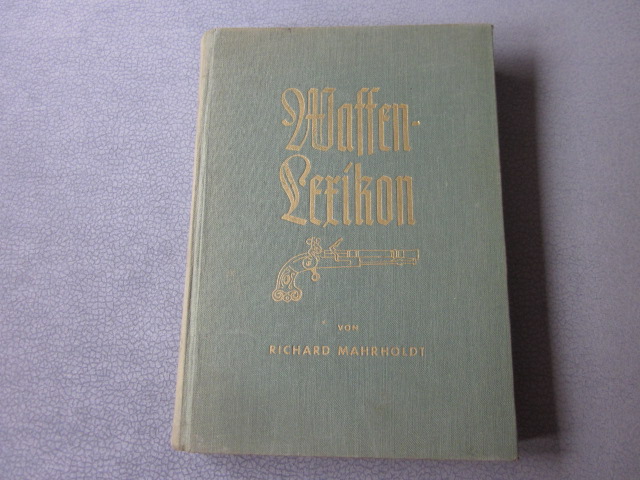 Waffen-
Lexikon
VON
RICHARD MAHRHOLDT